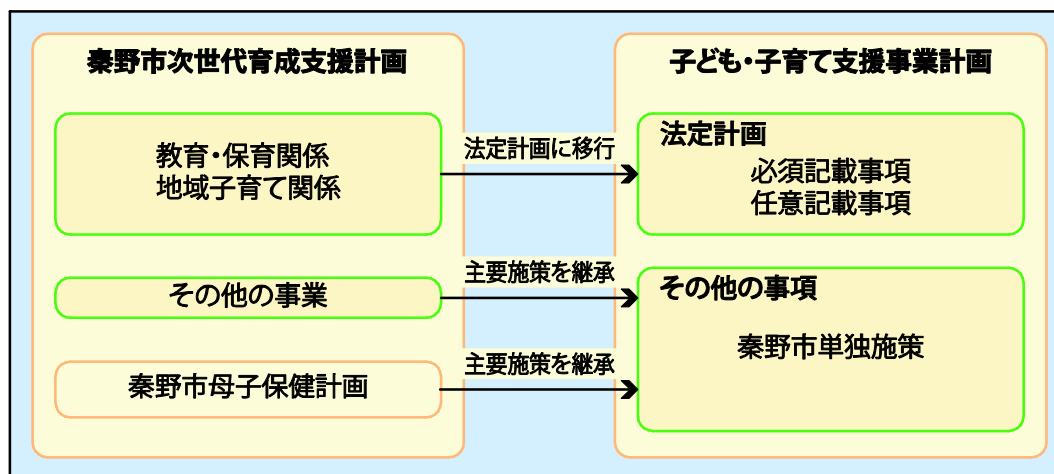 秦野市次世代育成支援計画
教育・保育関係
地域子育て関係
その他の事業
秦野市母子保健計画
法定計画に移行
主要施策を継承
主要施策を継承
子ども・子育て支援事業計画
法定計画
必須記載事項
任意記載事項
その他の事項
秦野市単独施策